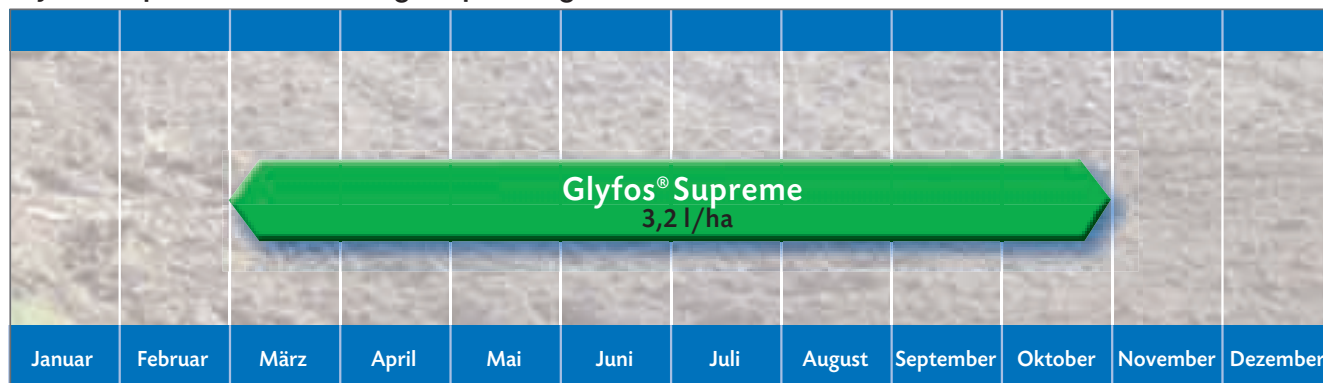 Glyfos® Supreme
3,2 l/ha
Januar Februar März April Mai Juni Juli August September Oktober November Dezember